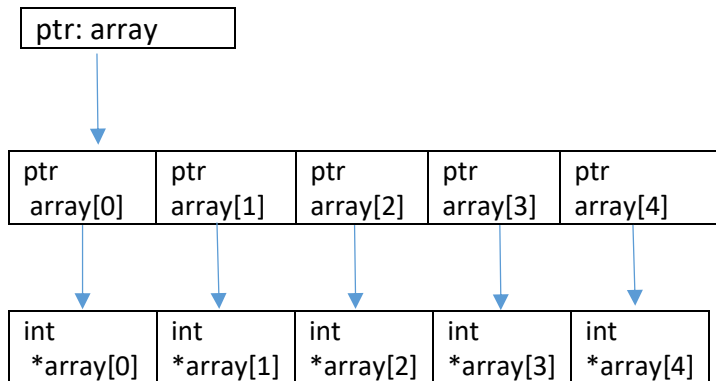 ptr: array
ptr ptr ptr ptr ptr
array[0] array[1] array[2] array[3] array[4]
int int int int int
*array[0] *array[1] *array[2] *array[3] *array[4]